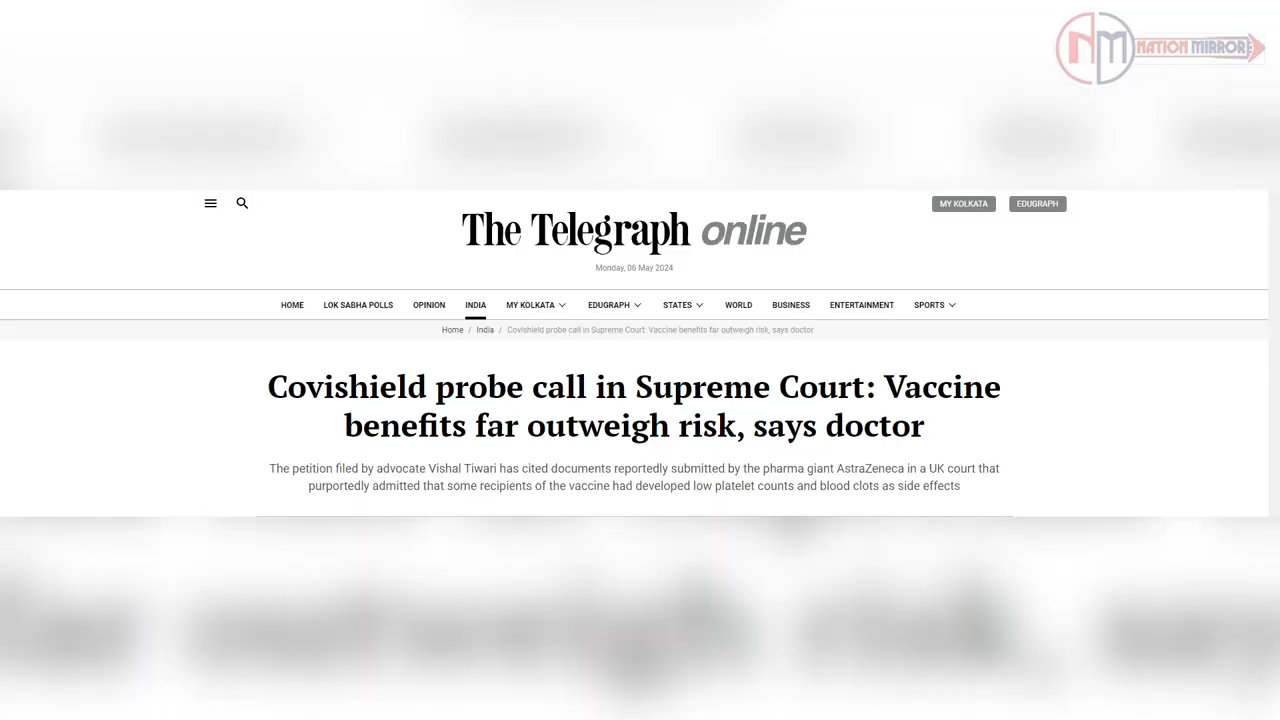 NM NATION MIRROR
MY KOLKATA EDUGRAPH
The Telegraph online
Monday, 06 May 2024
HOME LOK SABHA POLLS OPINION INDIA MY KOLKATA EDUGRAPH STATES WORLD BUSINESS ENTERTAINMENT SPORTS
Home / India / Covishield probe call in Supreme Court: Vaccine benefits far outweigh risk, says doctor
Covishield probe call in Supreme Court: Vaccine
benefits far outweigh risk, says doctor
The petition filed by advocate Vishal Tiwari has cited documents reportedly submitted by the pharma giant AstraZeneca in a UK court that
purportedly admitted that some recipients of the vaccine had developed low platelet counts and blood clots as side effects